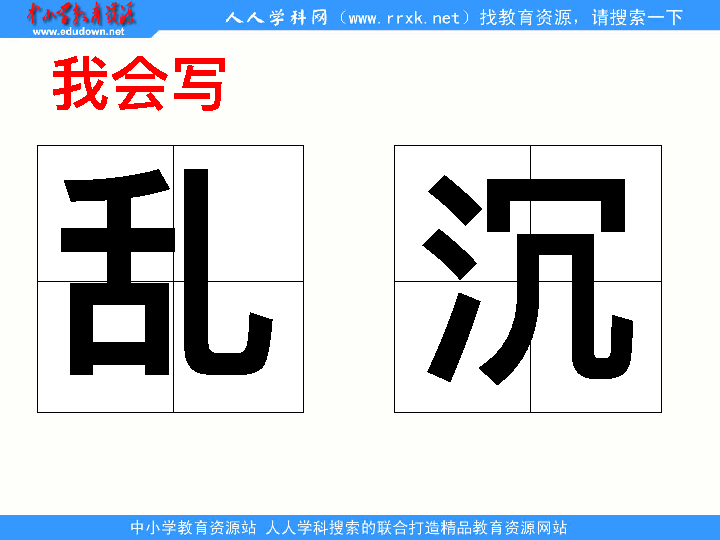 中小学教育资源
www.edudown.net
人人学科网（www.rrxk.net）找教育资源，请搜索一下
我会写
乱 沉
中小学教育资源站 人人学科搜索的联合打造精品教育资源网站